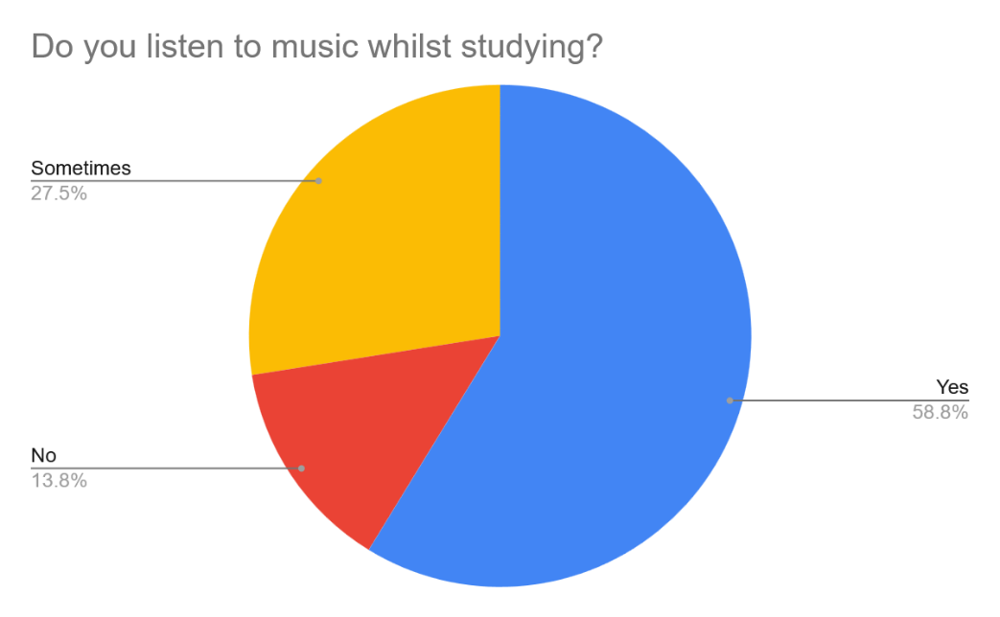 Do you listen to music whilst studying?
Sometimes
27.5%
Yes
58.8%
No
13.8%